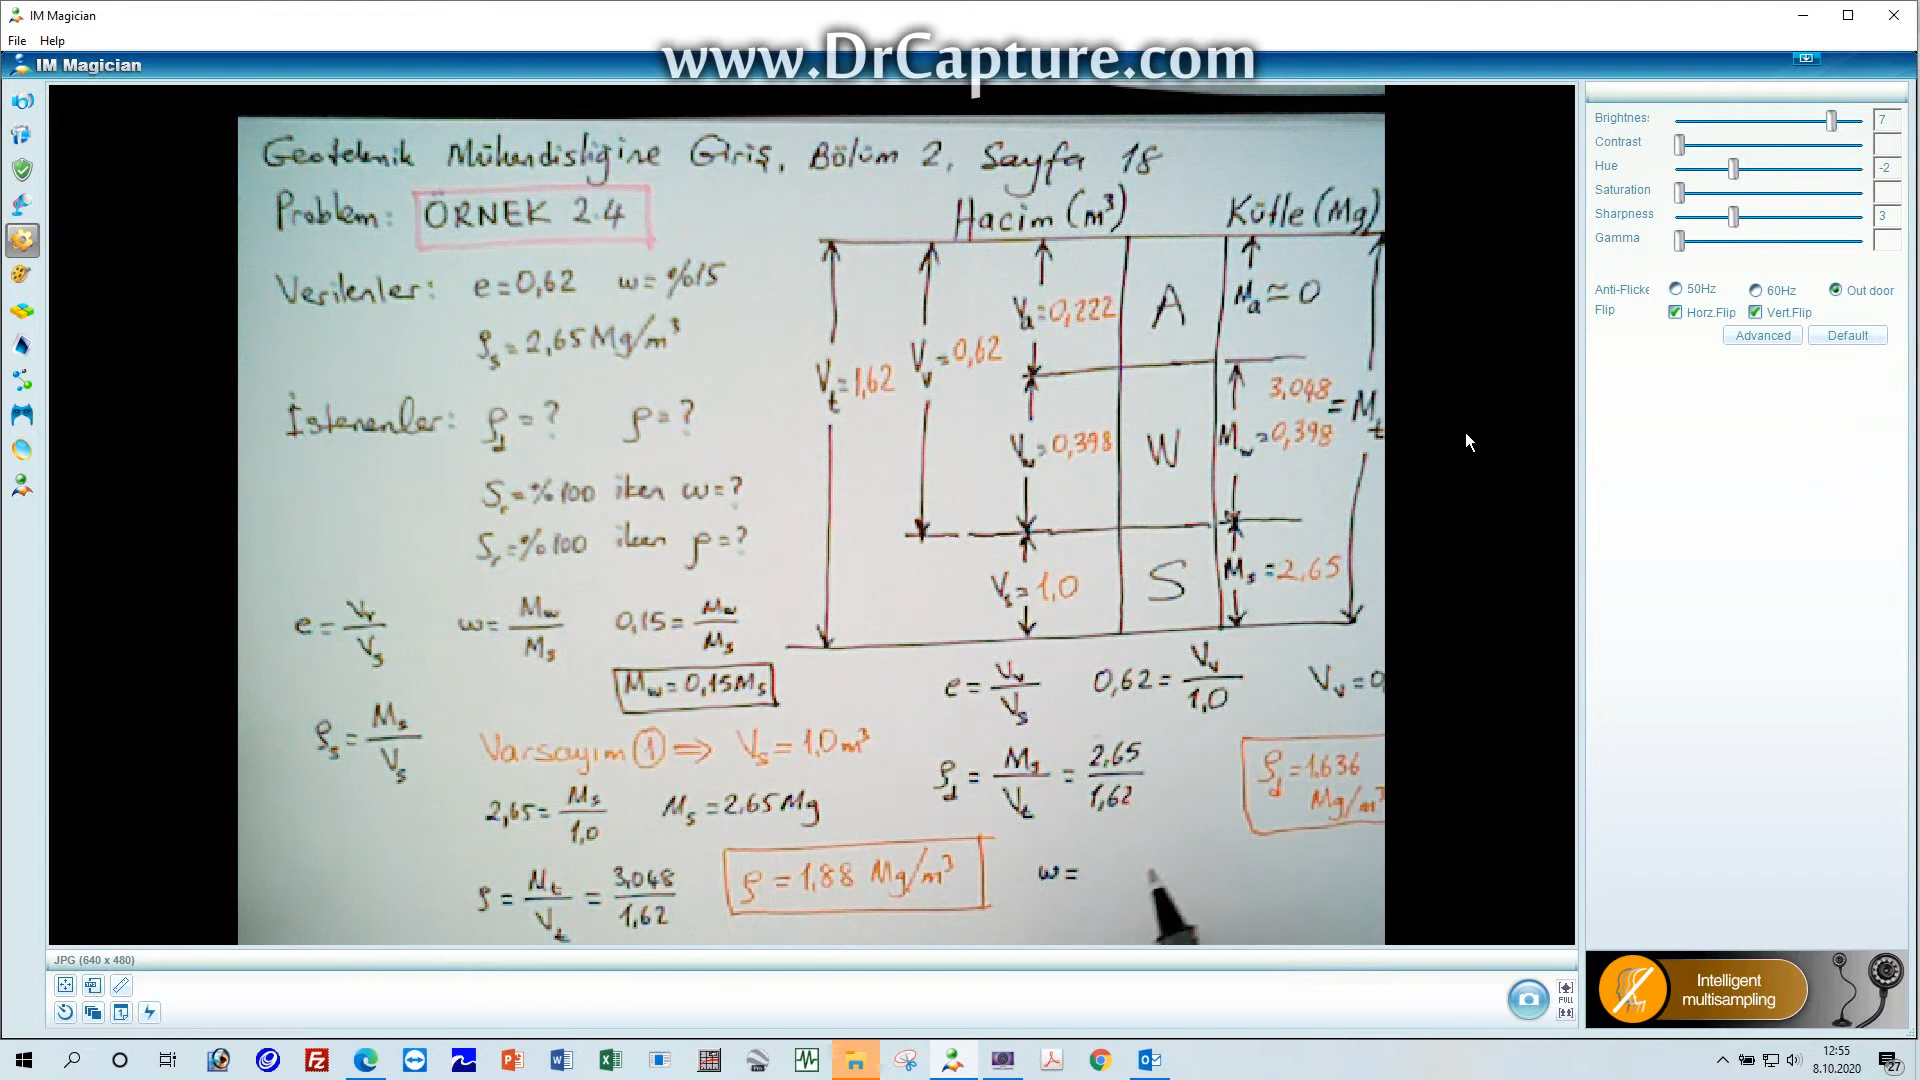 IM Magician
File Help
www.DrCapture.com
IM Magician
Geoteknik Mühendisliğine Giriş, Bölüm 2, Sayfa 18
Problem: ÖRNEK 2.4
Hacim (m³) Kütle (Mg)
Verilenler: e=0,62 w=%15
ρs=2,65 Mg/m³
İstenenler: ρd=? ρ=?
Sr=%100 iken w=?
Sr=%100 iken ρ=?
Vt=1,62
Vv=0,62
Va=0,222
A
Ma≃0
Vw=0,398
W
Mw=0,398
3,048 = Mt
Vs=1,0
S
Ms=2,65
e = Vv/Vs w= Mw/Ms 0,15= Mw/Ms
Mw=0,15Ms
ρs = Ms/Vs
Varsayım ① ⇒ Vs = 1,0 m³
2,65= Ms/1,0 Ms=2.65 Mg
e= Vv/Vs 0,62= Vv/1,0 Vv=0
ρd = Ms/Vt = 2,65/1,62
ρd=1.636
Mg/m³
ρ = Mt/Vt = 3,048/1,62
ρ = 1,88 Mg/m³
w=
Brightness 7
Contrast
Hue -2
Saturation
Sharpness 3
Gamma
Anti-Flicke 50Hz 60Hz Out door
Flip Horz.Flip Vert.Flip
Advanced Default
JPG (640 x 480)
FULL
Intelligent
multisampling
12:55
8.10.2020
27